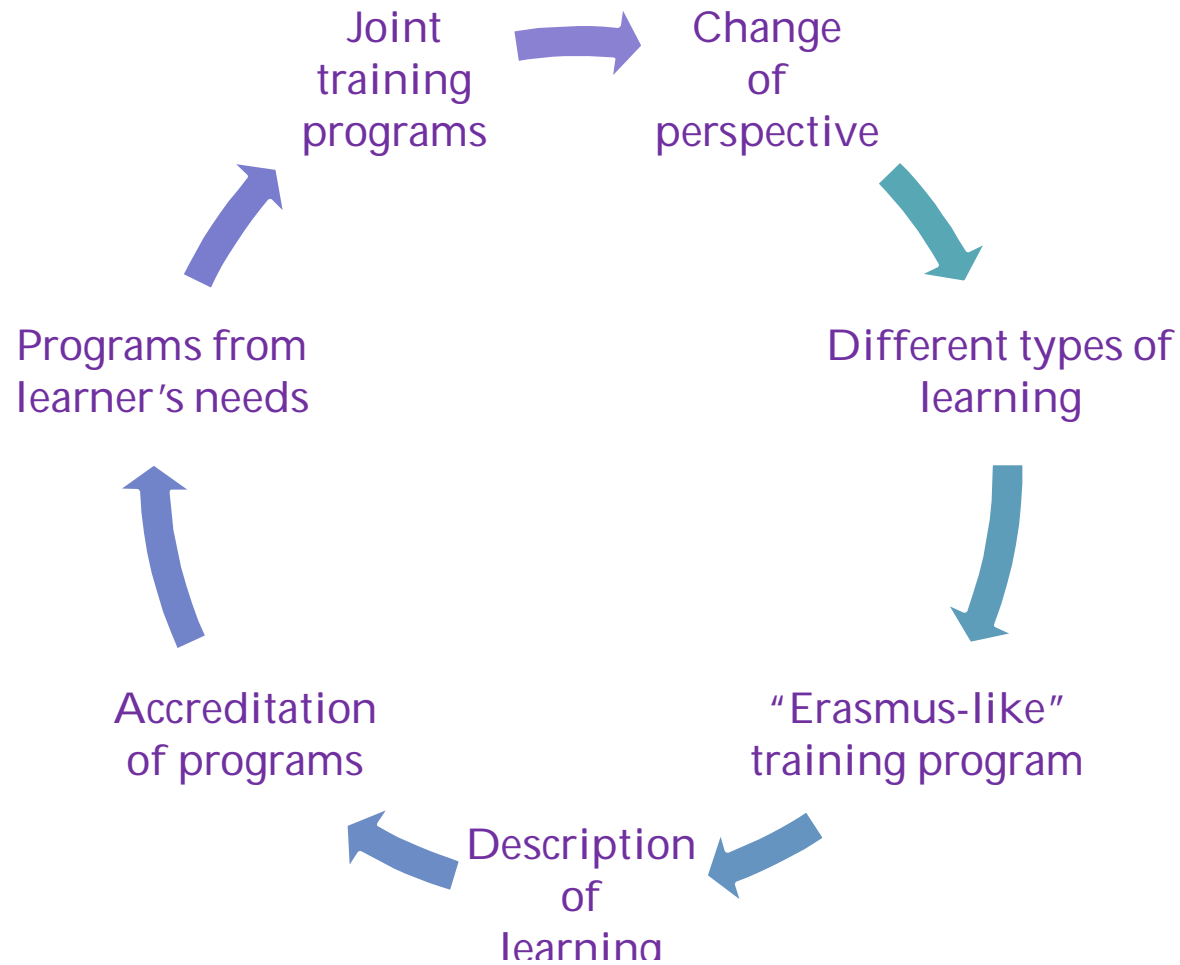 Joint
training
programs
Change
of
perspective
Different types of
learning
“Erasmus-like”
training program
Description
of
learning
Accreditation
of programs
Programs from
learner’s needs